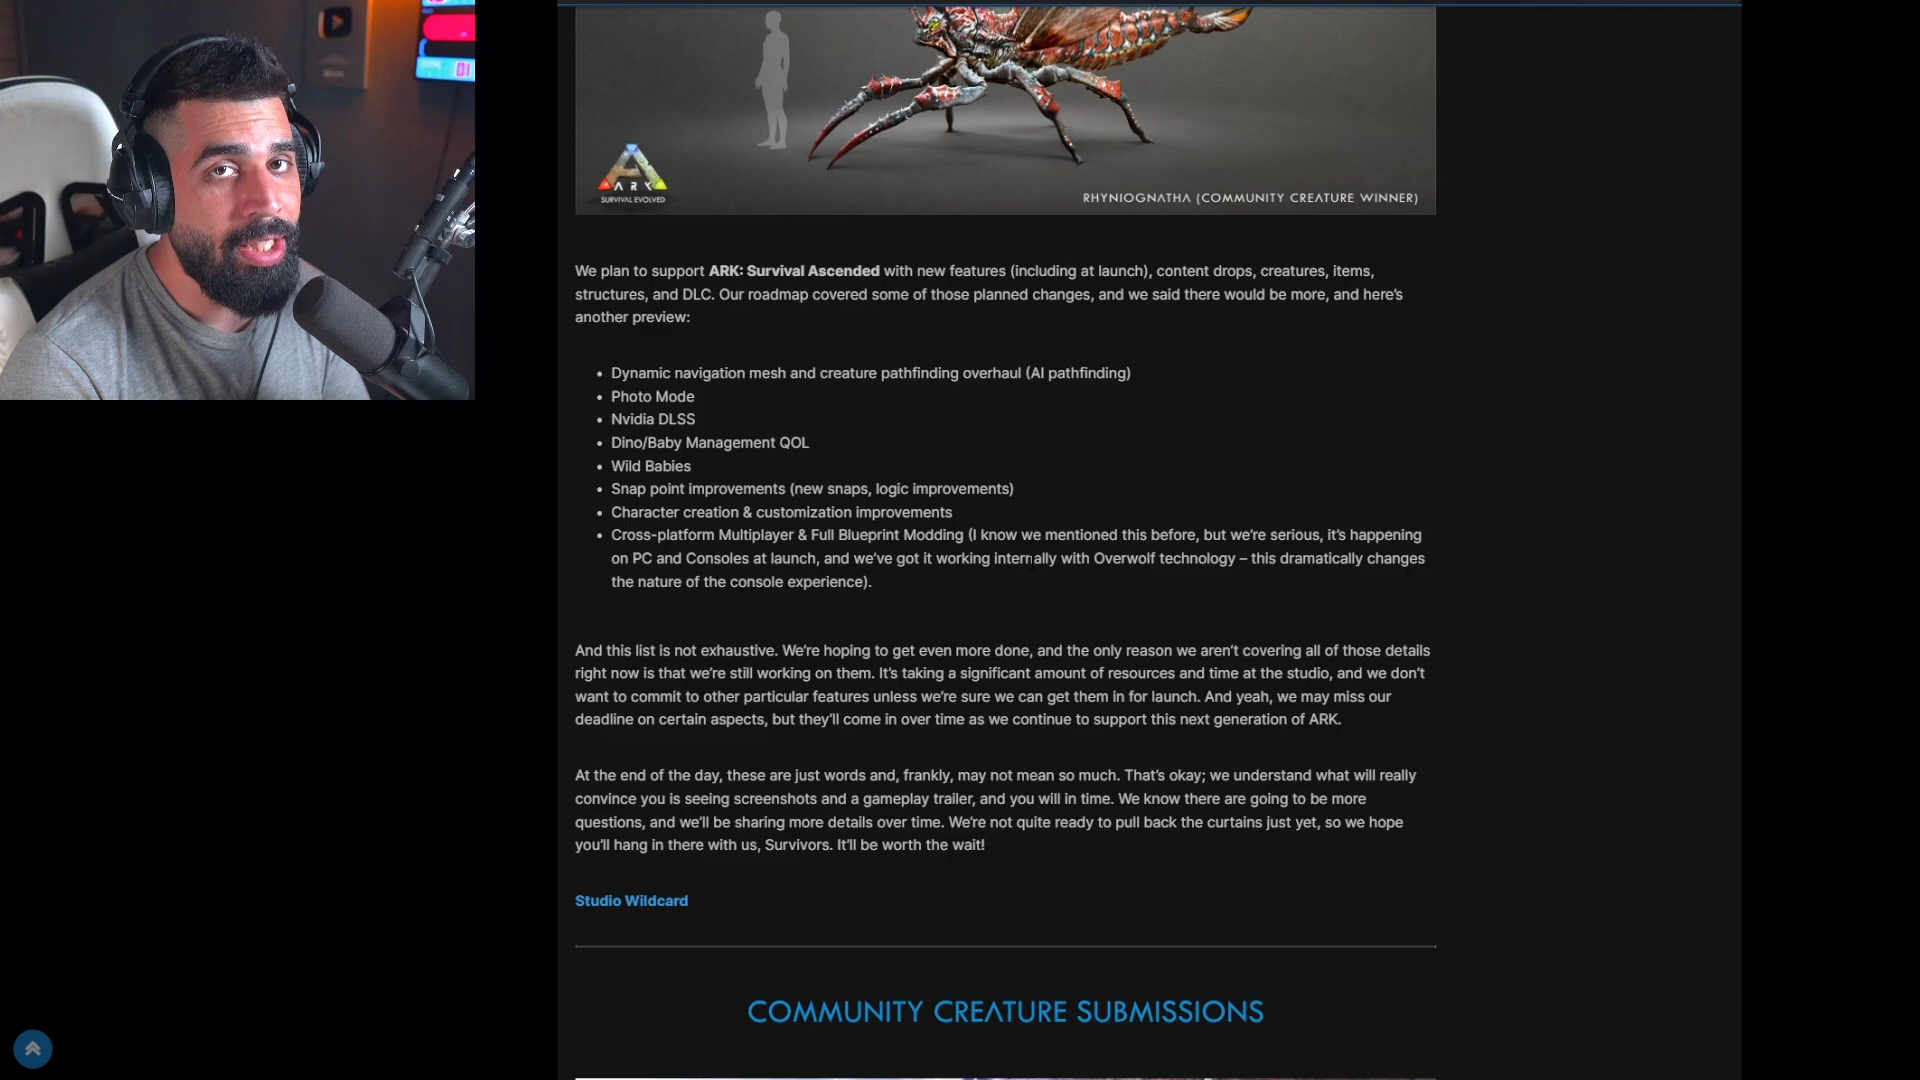 01
ARK
SURVIVAL EVOLVED
RHYNIOGNATHA (COMMUNITY CREATURE WINNER)
We plan to support ARK: Survival Ascended with new features (including at launch), content drops, creatures, items,
structures, and DLC. Our roadmap covered some of those planned changes, and we said there would be more, and here's
another preview:
• Dynamic navigation mesh and creature pathfinding overhaul (AI pathfinding)
• Photo Mode
• Nvidia DLSS
• Dino/Baby Management QOL
• Wild Babies
• Snap point improvements (new snaps, logic improvements)
• Character creation & customization improvements
• Cross-platform Multiplayer & Full Blueprint Modding (I know we mentioned this before, but we're serious, it's happening
on PC and Consoles at launch, and we've got it working internally with Overwolf technology – this dramatically changes
the nature of the console experience).
And this list is not exhaustive. We're hoping to get even more done, and the only reason we aren't covering all of those details
right now is that we're still working on them. It's taking a significant amount of resources and time at the studio, and we don't
want to commit to other particular features unless we're sure we can get them in for launch. And yeah, we may miss our
deadline on certain aspects, but they'll come in over time as we continue to support this next generation of ARK.
At the end of the day, these are just words and, frankly, may not mean so much. That's okay; we understand what will really
convince you is seeing screenshots and a gameplay trailer, and you will in time. We know there are going to be more
questions, and we'll be sharing more details over time. We're not quite ready to pull back the curtains just yet, so we hope
you'll hang in there with us, Survivors. It'll be worth the wait!
Studio Wildcard
COMMUNITY CREATURE SUBMISSIONS